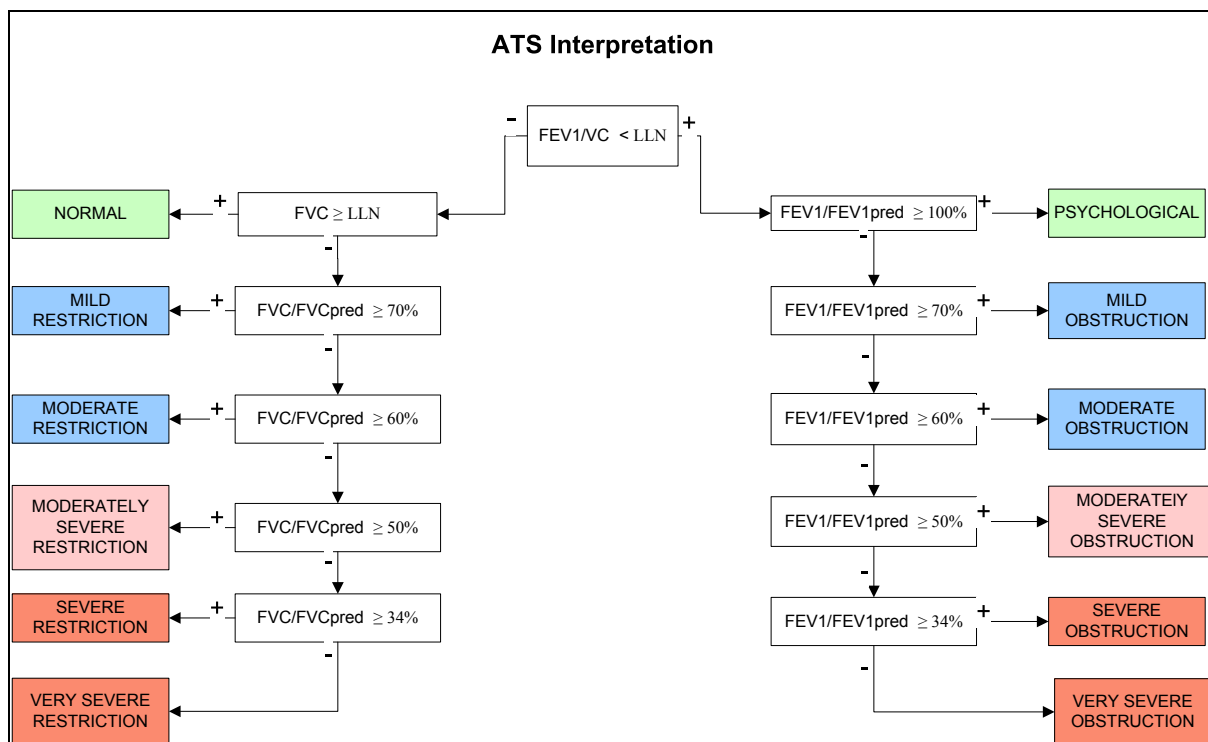 ATS Interpretation
-
FEV1/VC < LLN
+
NORMAL
+
FVC ≥ LLN
FEV1/FEV1pred ≥ 100%
+
PSYCHOLOGICAL
-
-
MILD
RESTRICTION
+
FVC/FVCpred ≥ 70%
FEV1/FEV1pred ≥ 70%
+
MILD
OBSTRUCTION
-
-
MODERATE
RESTRICTION
+
FVC/FVCpred ≥ 60%
FEV1/FEV1pred ≥ 60%
+
MODERATE
OBSTRUCTION
-
-
MODERATELY
SEVERE
RESTRICTION
+
FVC/FVCpred ≥ 50%
FEV1/FEV1pred ≥ 50%
+
MODERATEIY
SEVERE
OBSTRUCTION
-
-
SEVERE
RESTRICTION
+
FVC/FVCpred ≥ 34%
FEV1/FEV1pred ≥ 34%
+
SEVERE
OBSTRUCTION
-
-
VERY SEVERE
RESTRICTION
VERY SEVERE
OBSTRUCTION